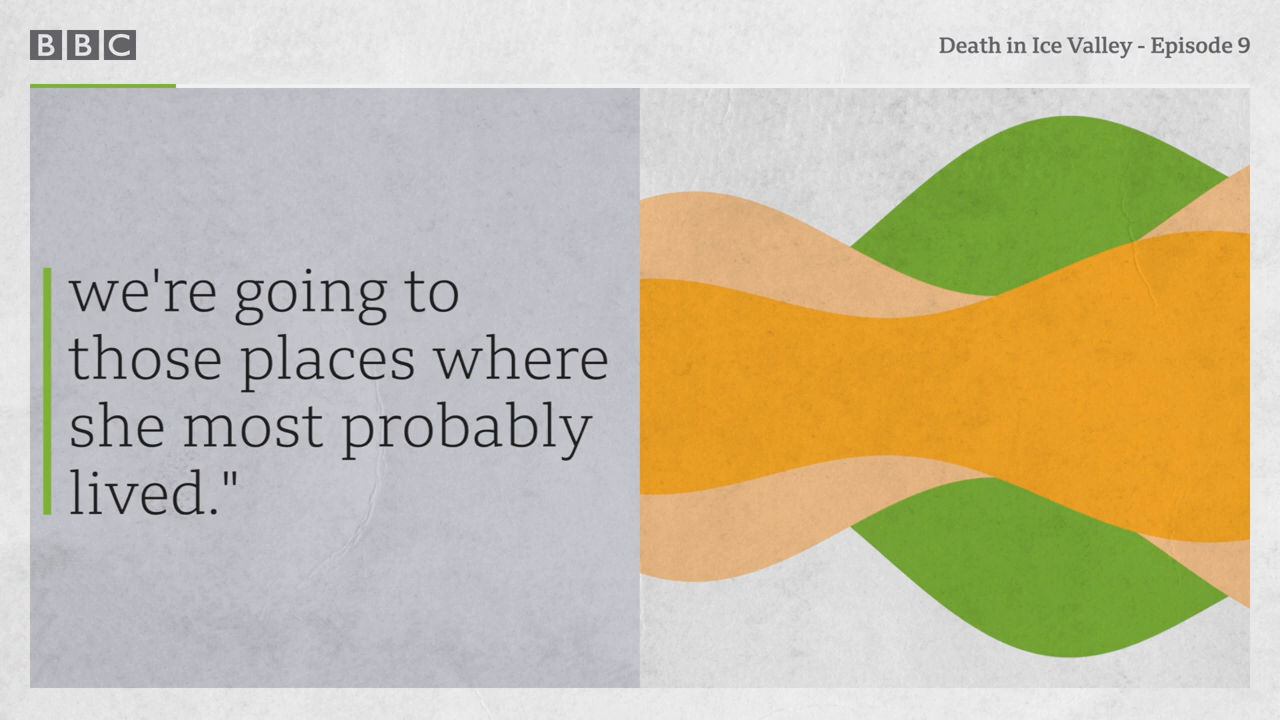 BBC
Death in Ice Valley - Episode 9
we're going to
those places where
she most probably
lived."